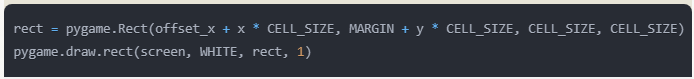 rect = pygame.Rect(offset_x + x * CELL_SIZE, MARGIN + y * CELL_SIZE, CELL_SIZE, CELL_SIZE)
pygame.draw.rect(screen, WHITE, rect, 1)